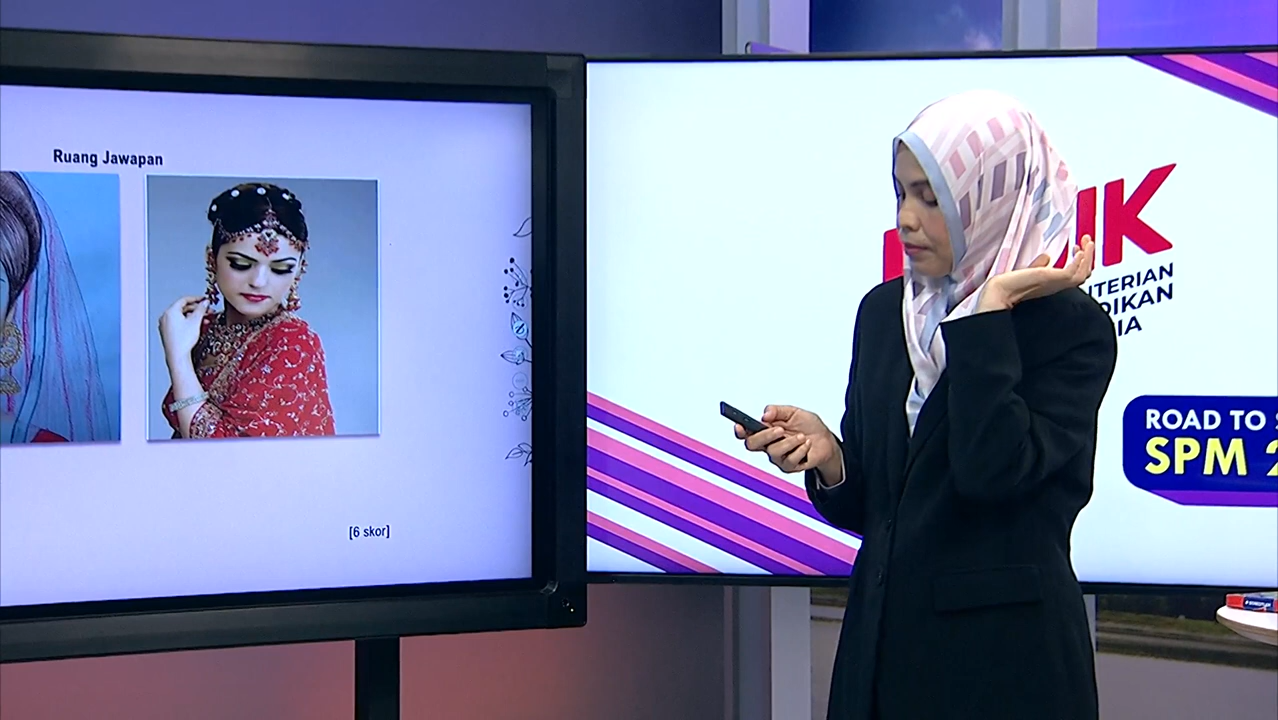 Ruang Jawapan
[6 skor]
IK
TERIAN
DIKAN
IA
ROAD TO
SPM 2